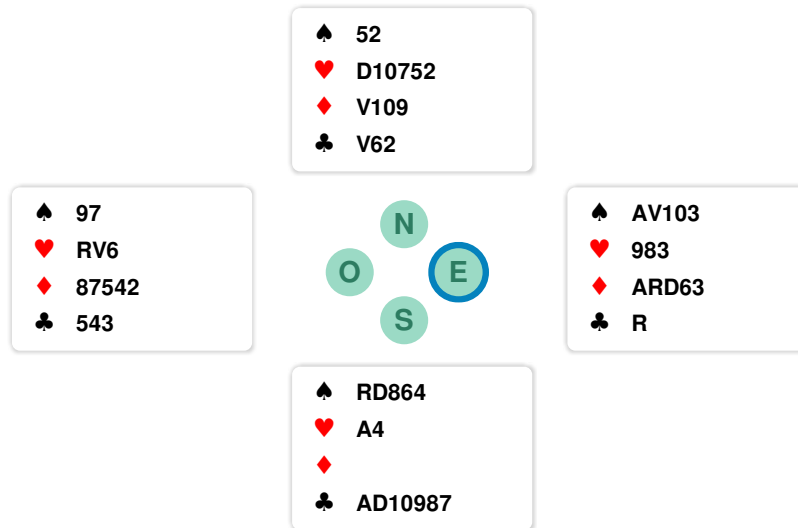 ♠ 52
♥ D10752
♦ V109
♣ V62
♠ 97
♥ RV6
♦ 87542
♣ 543
N
O
E
S
♠ AV103
♥ 983
♦ ARD63
♣ R
♠ RD864
♥ A4
♦
♣ AD10987